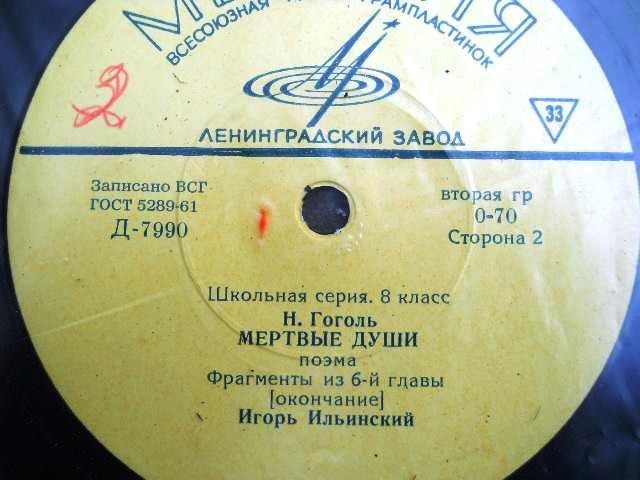 ВСЕСОЮЗНАЯ ГРАМПЛАСТИНОК
2
33
ЛЕНИНГРАДСКИЙ ЗАВОД
Записано ВСГ
ГОСТ 5289-61
Д-7990
вторая гр
0-70
Сторона 2
Школьная серия. 8 класс
Н. Гоголь
МЕРТВЫЕ ДУШИ
поэма
Фрагменты из 6-й главы
[окончание]
Игорь Ильинский